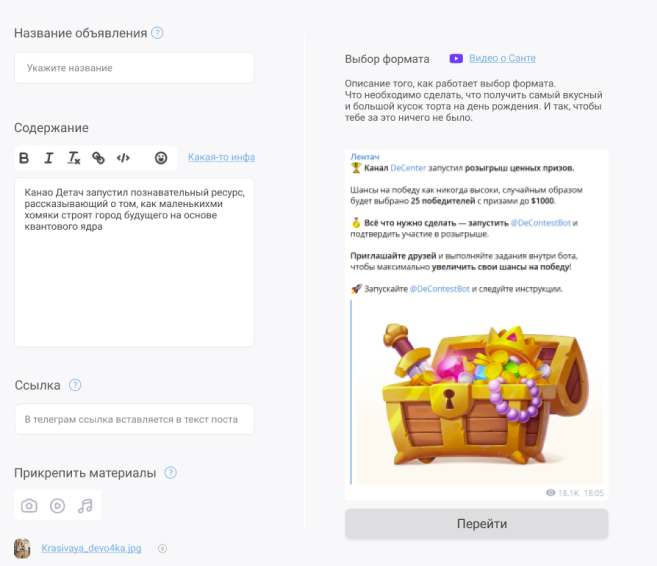 Название объявления ?
Укажите название
Содержание
B I Tx </> Какая-то инфа
Канао Детач запустил познавательный ресурс,
рассказывающий о том, как маленькихми
хомяки строят город будущего на основе
квантового ядра
Ссылка ?
В телеграм ссылка вставляется в текст поста
Прикрепить материалы ?
Krasivaya_devo4ka.jpg
Выбор формата Видео о Санте
Описание того, как работает выбор формата.
Что необходимо сделать, что получить самый вкусный
и большой кусок торта на день рождения. И так, чтобы
тебе за это ничего не было.
Лентач
🏆 Канал DeCenter запустил розыгрыш ценных призов.
Шансы на победу как никогда высоки, случайным образом
будет выбрано 25 победителей с призами до $1000.
🏅 Всё что нужно сделать — запустить @DeContestBot и
подтвердить участие в розыгрыше.
Приглашайте друзей и выполняйте задания внутри бота,
чтобы максимально увеличить свои шансы на победу!
🚀 Запускайте @DeContestBot и следуйте инструкции.
18.1K 18:05
Перейти